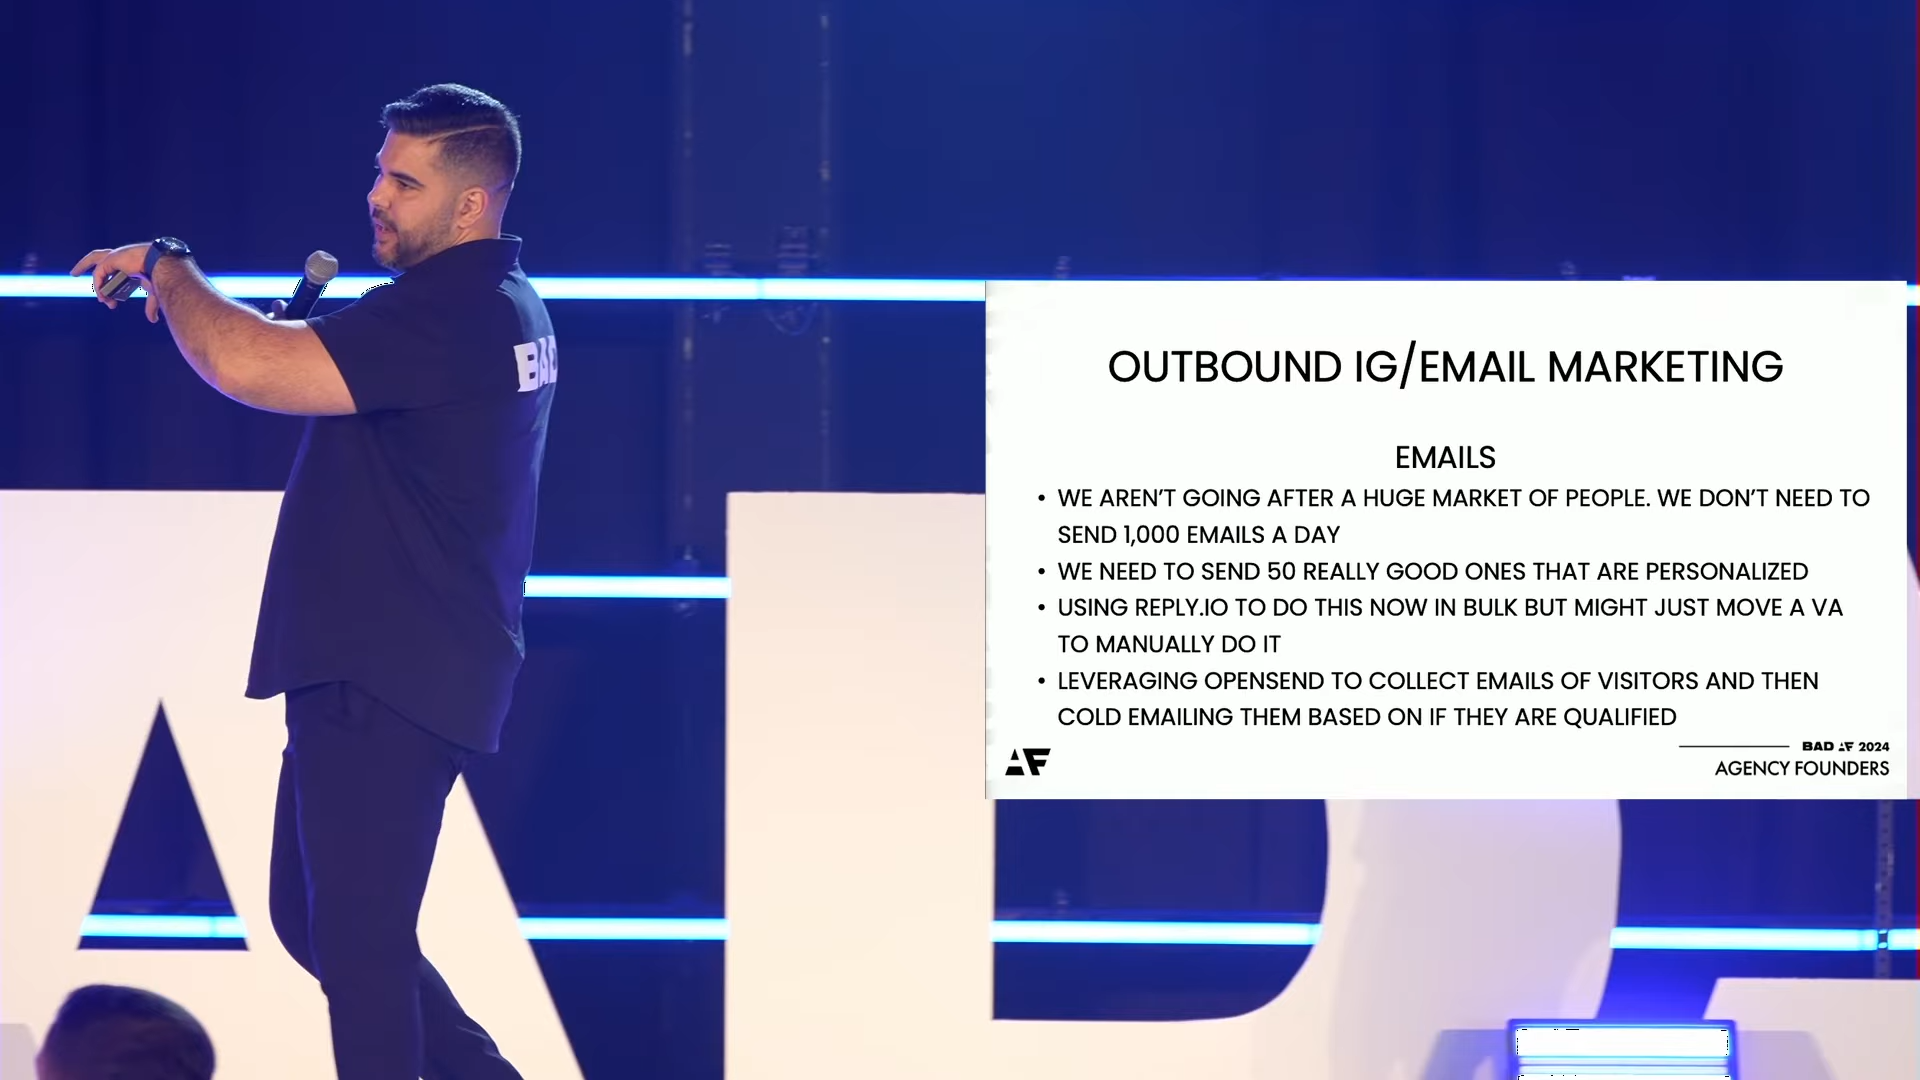 BAD
OUTBOUND IG/EMAIL MARKETING
EMAILS
• WE AREN'T GOING AFTER A HUGE MARKET OF PEOPLE. WE DON'T NEED TO
SEND 1,000 EMAILS A DAY
• WE NEED TO SEND 50 REALLY GOOD ONES THAT ARE PERSONALIZED
• USING REPLY.IO TO DO THIS NOW IN BULK BUT MIGHT JUST MOVE A VA
TO MANUALLY DO IT
• LEVERAGING OPENSEND TO COLLECT EMAILS OF VISITORS AND THEN
COLD EMAILING THEM BASED ON IF THEY ARE QUALIFIED
AF
BAD AF 2024
AGENCY FOUNDERS